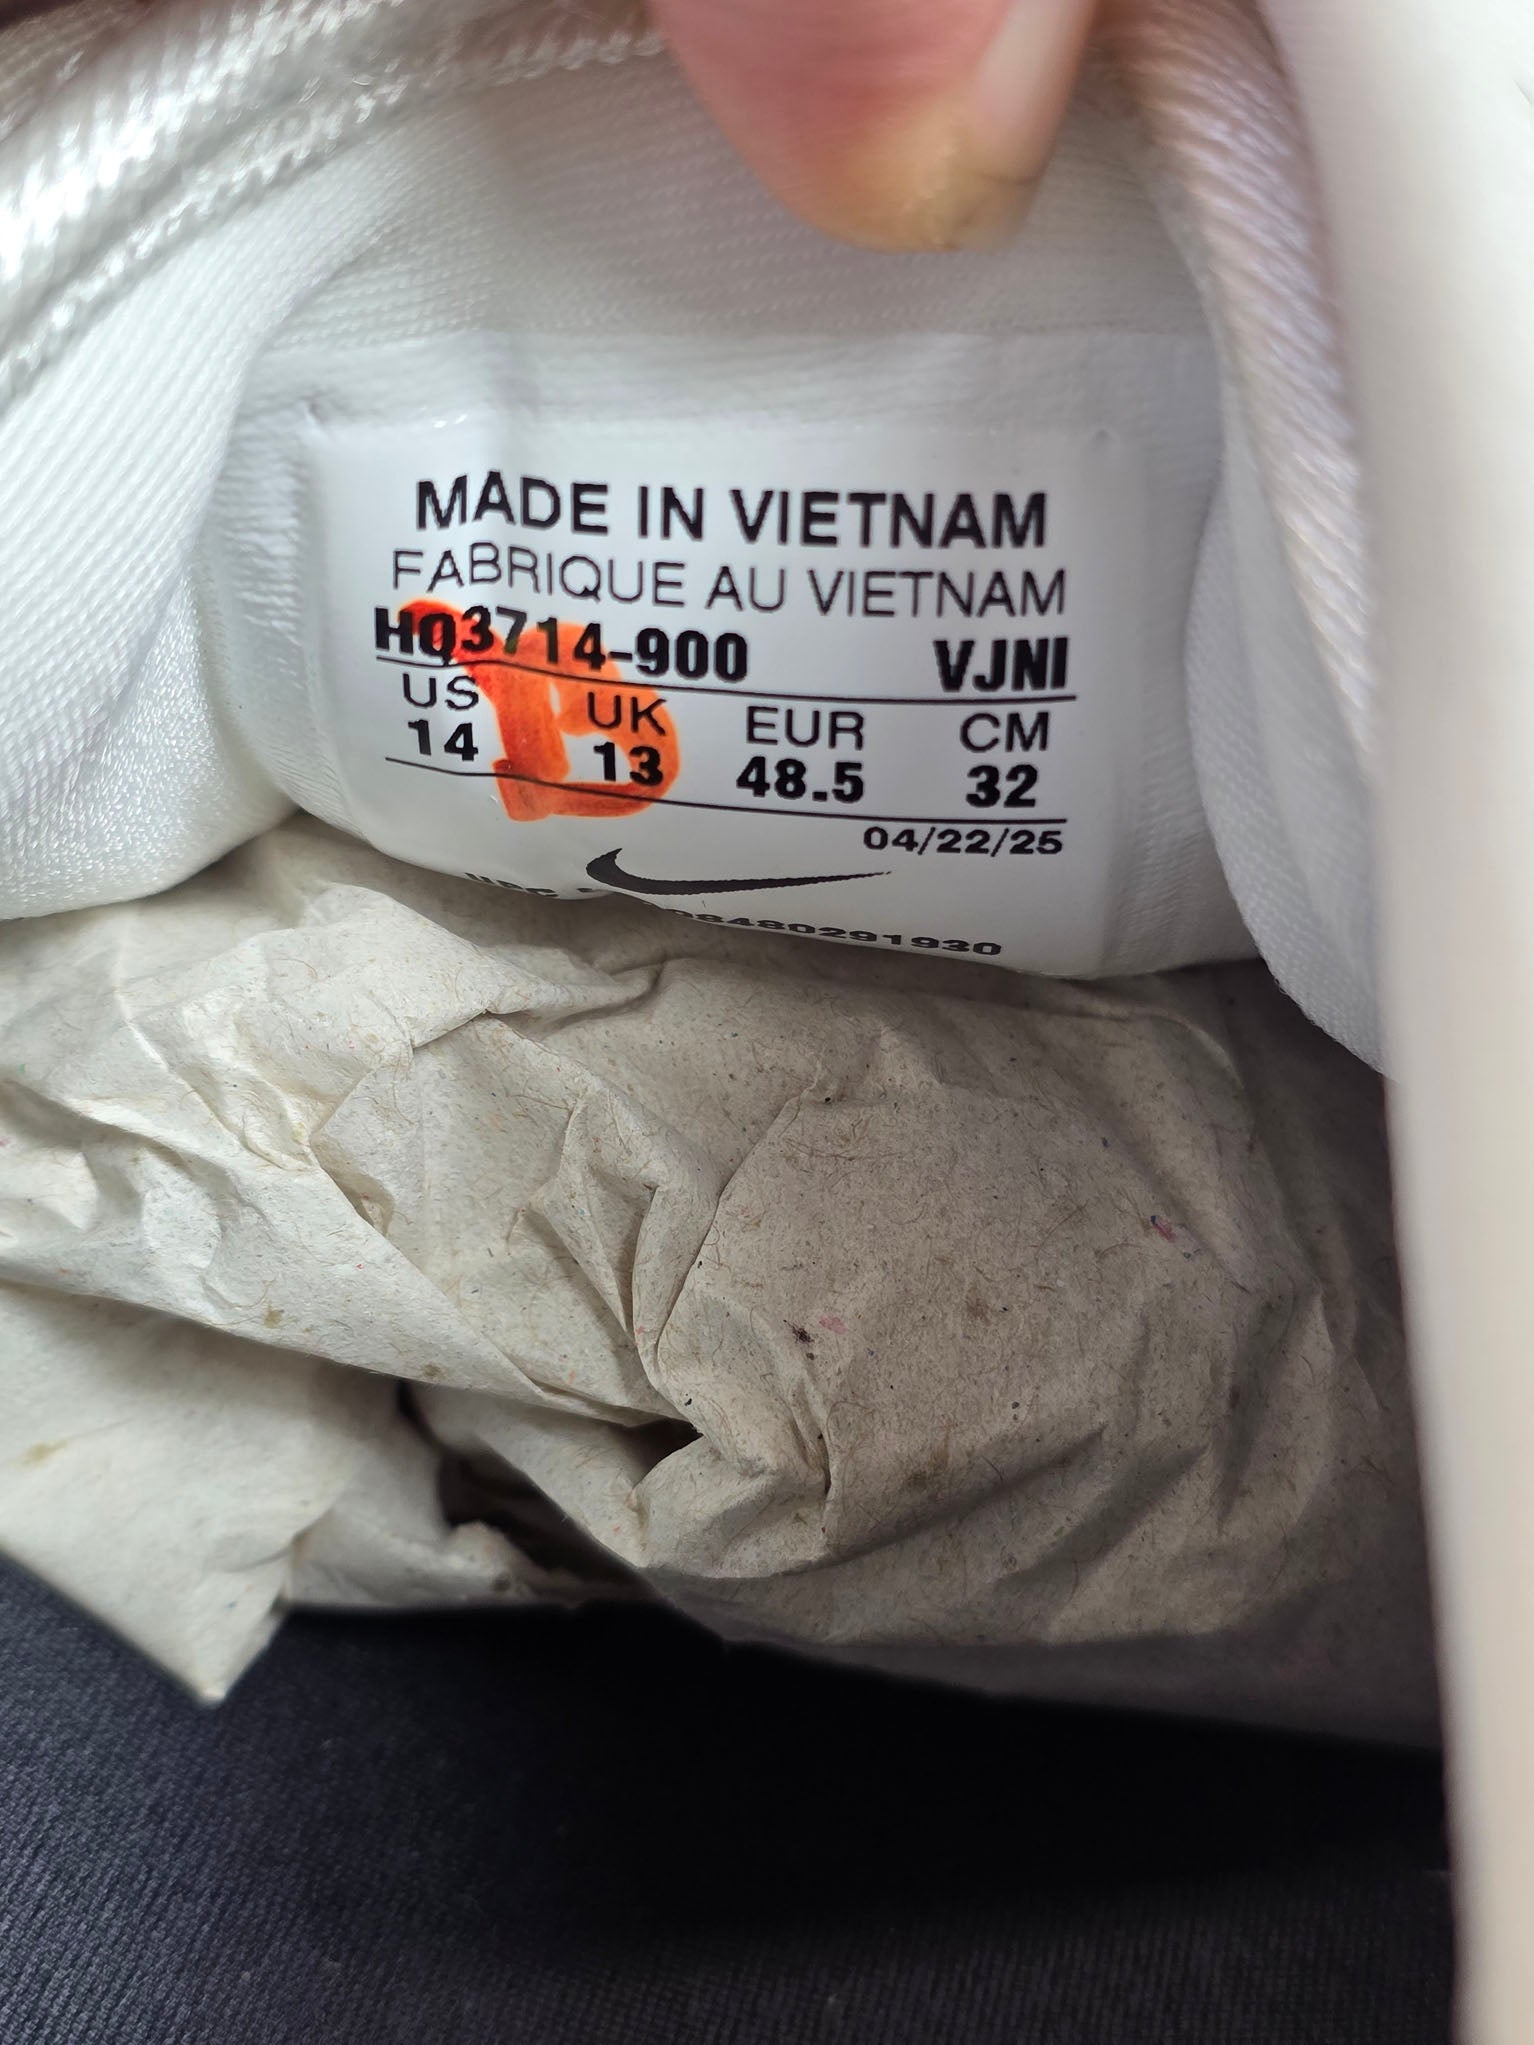 MADE IN VIETNAM
FABRIQUE AU VIETNAM
HQ3714-900 VJNI
US UK EUR CM
14 13 48.5 32
04/22/25